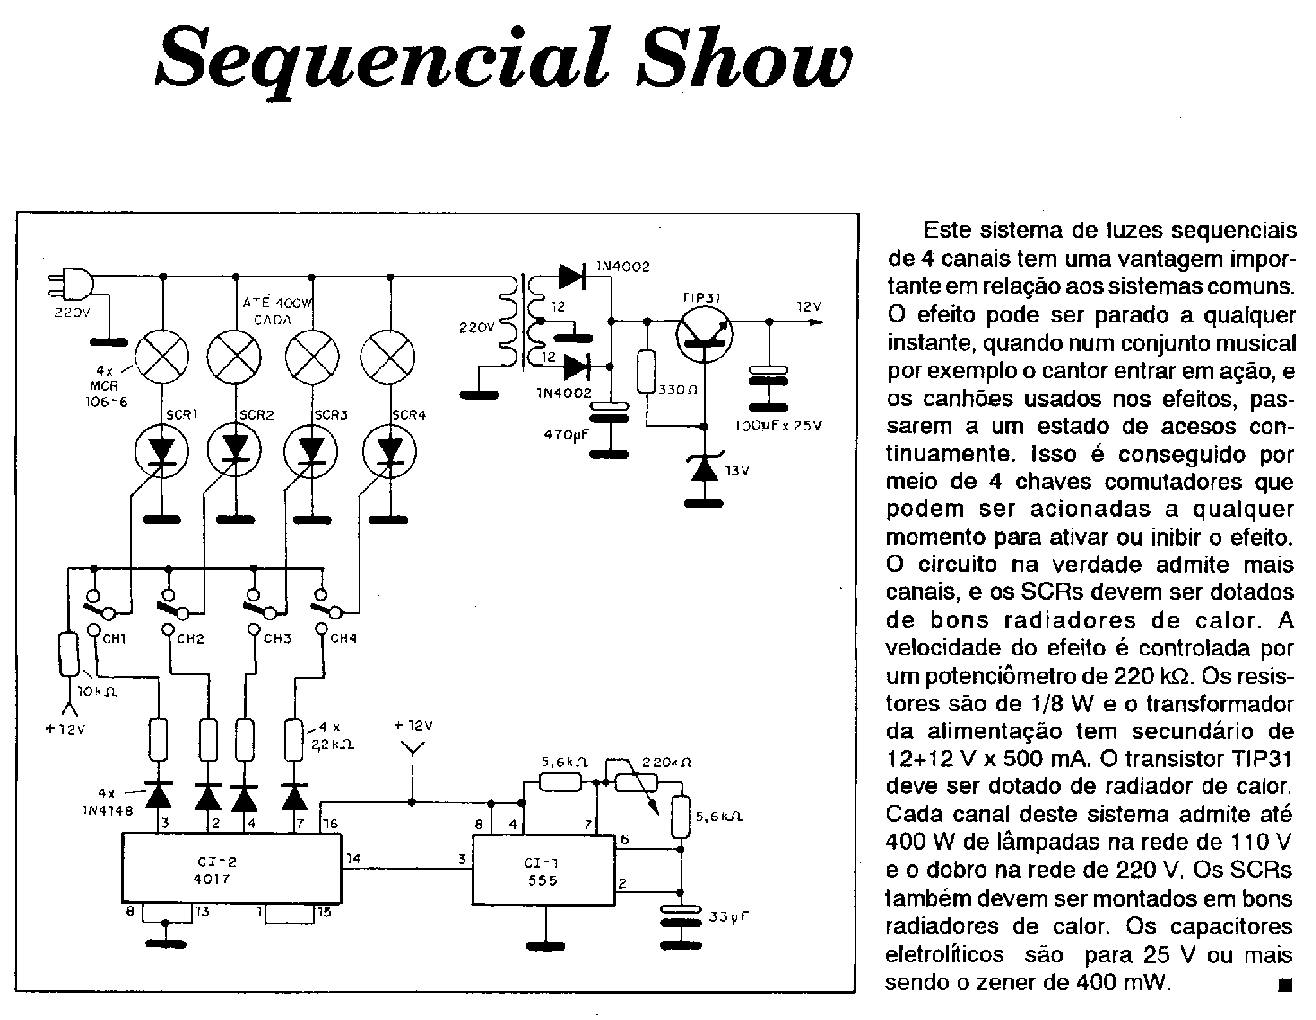 Sequencial Show
220V
ATÉ 400W
CADA
4x
MCR
106-6
SCR1
SCR2
SCR3
SCR4
220V
12
12
1N4002
1N4002
470µF
330Ω
TIP31
12V
100µF x 25V
13V
CH1
CH2
CH3
CH4
10kΩ
+12V
4 x
2,2kΩ
+12V
4x
1N4148
3
2
4
7
16
CI-2
4017
14
8
13
1
15
5,6kΩ
220kΩ
5,6kΩ
8
4
7
3
CI-1
555
6
2
33µF
Este sistema de luzes sequenciais
de 4 canais tem uma vantagem impor-
tante em relação aos sistemas comuns.
O efeito pode ser parado a qualquer
instante, quando num conjunto musical
por exemplo o cantor entrar em ação, e
os canhões usados nos efeitos, pas-
sarem a um estado de acesos con-
tinuamente. Isso é conseguido por
meio de 4 chaves comutadores que
podem ser acionadas a qualquer
momento para ativar ou inibir o efeito.
O circuito na verdade admite mais
canais, e os SCRs devem ser dotados
de bons radiadores de calor. A
velocidade do efeito é controlada por
um potenciômetro de 220 kΩ. Os resis-
tores são de 1/8 W e o transformador
da alimentação tem secundário de
12+12 V x 500 mA. O transistor TIP31
deve ser dotado de radiador de calor.
Cada canal deste sistema admite até
400 W de lâmpadas na rede de 110 V
e o dobro na rede de 220 V. Os SCRs
também devem ser montados em bons
radiadores de calor. Os capacitores
eletrolíticos são para 25 V ou mais
sendo o zener de 400 mW.